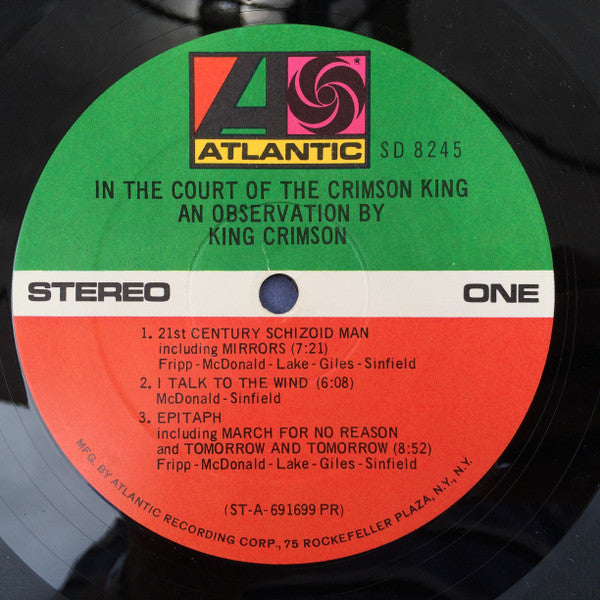 ATLANTIC
SD 8245
IN THE COURT OF THE CRIMSON KING
AN OBSERVATION BY
KING CRIMSON
STEREO
ONE
1. 21st CENTURY SCHIZOID MAN
including MIRRORS (7:21)
Fripp-McDonald-Lake-Giles-Sinfield
2. I TALK TO THE WIND (6:08)
McDonald-Sinfield
3. EPITAPH
including MARCH FOR NO REASON
and TOMORROW AND TOMORROW (8:52)
Fripp-McDonald-Lake-Giles-Sinfield
(ST-A-691699 PR)
MFG. BY ATLANTIC RECORDING CORP., 75 ROCKEFELLER PLAZA, N.Y., N.Y.